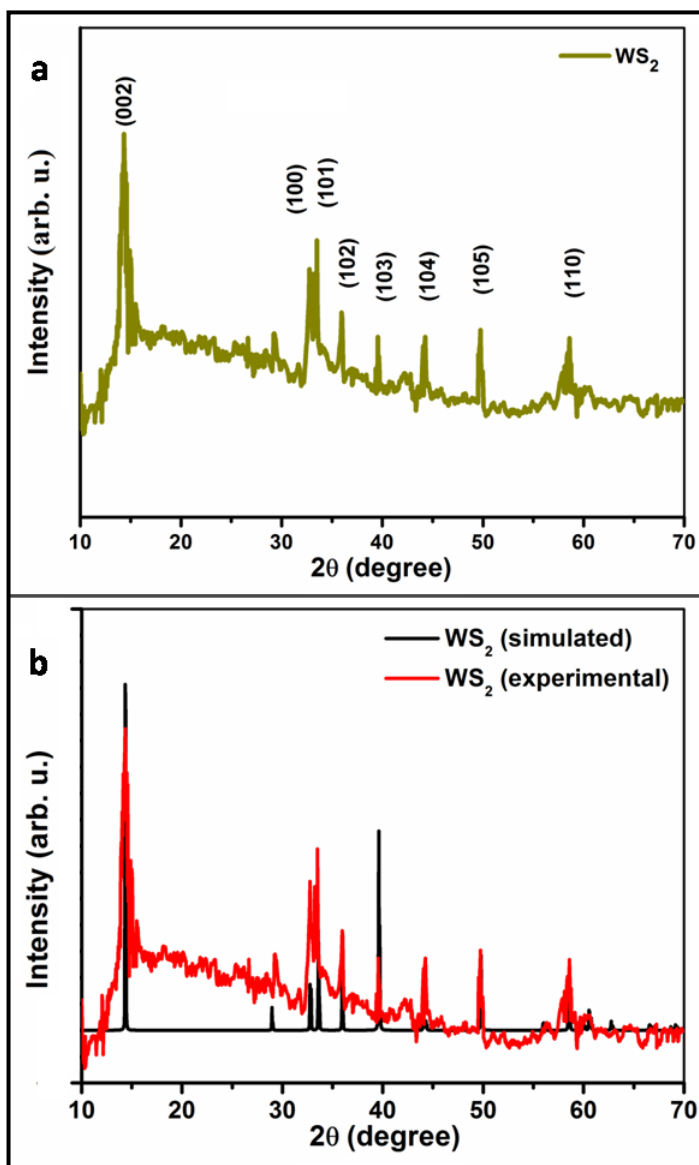 a
WS₂
(002)
(100)
(101)
(102)
(103)
(104)
(105)
(110)
Intensity (arb. u.)
10 20 30 40 50 60 70
2θ (degree)
b
WS₂ (simulated)
WS₂ (experimental)
Intensity (arb. u.)
10 20 30 40 50 60 70
2θ (degree)